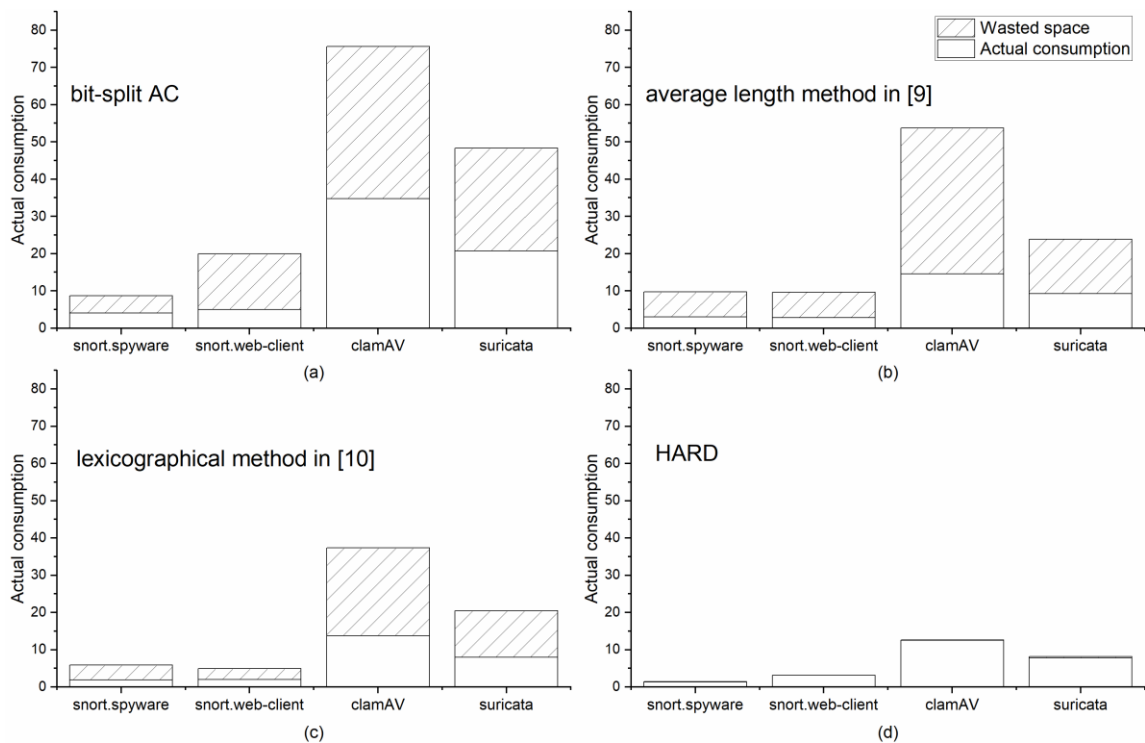 80
70
60
50
40
30
20
10
0
Actual consumption
bit-split AC
snort.spyware snort.web-client clamAV suricata
(a)
80
70
60
50
40
30
20
10
0
Actual consumption
Wasted space
Actual consumption
average length method in [9]
snort.spyware snort.web-client clamAV suricata
(b)
80
70
60
50
40
30
20
10
0
Actual consumption
lexicographical method in [10]
snort.spyware snort.web-client clamAV suricata
(c)
80
70
60
50
40
30
20
10
0
Actual consumption
HARD
snort.spyware snort.web-client clamAV suricata
(d)